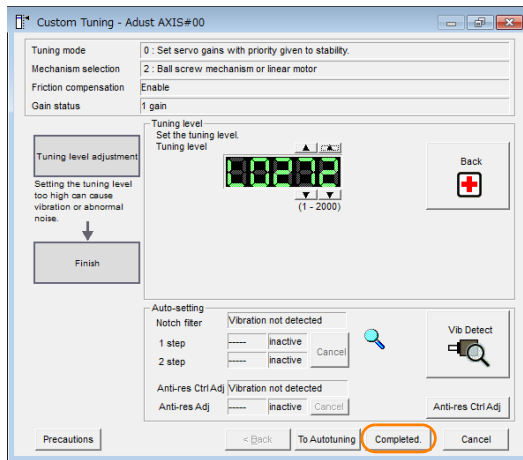 Custom Tuning - Adust AXIS#00
Tuning mode
0 : Set servo gains with priority given to stability.
Mechanism selection
2 : Ball screw mechanism or linear motor
Friction compensation
Enable
Gain status
1 gain
Tuning level adjustment
Setting the tuning level
too high can cause
vibration or abnormal
noise.
Finish
Tuning level
Set the tuning level.
Tuning level
L0272
(1 - 2000)
Back
Auto-setting
Notch filter
Vibration not detected
1 step
-----
inactive
2 step
-----
inactive
Cancel
Anti-res Ctrl Adj
Vibration not detected
Anti-res Adj
-----
inactive
Cancel
Vib Detect
Anti-res Ctrl Adj
Precautions
< Back
To Autotuning
Completed.
Cancel